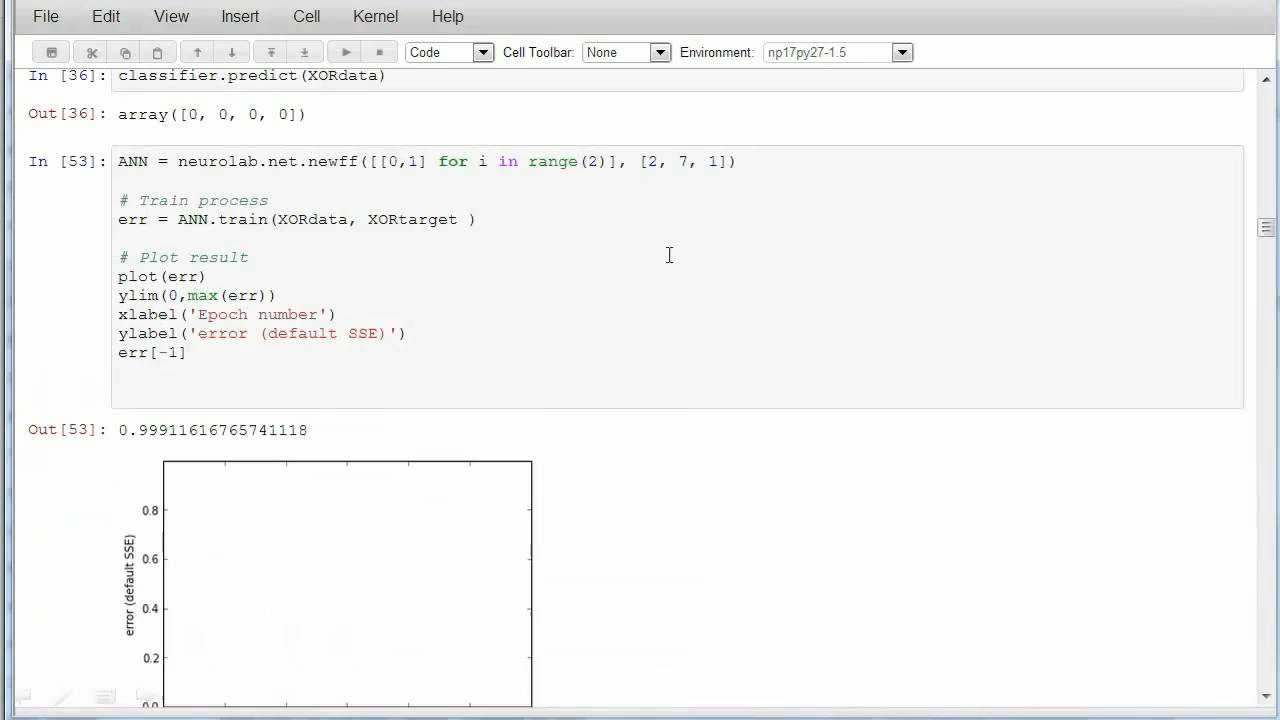 File Edit View Insert Cell Kernel Help
Code Cell Toolbar: None Environment: np17py27-1.5
In [36]: classifier.predict(XORdata)
Out[36]: array([0, 0, 0, 0])
In [53]: ANN = neurolab.net.newff([[0,1] for i in range(2)], [2, 7, 1])
# Train process
err = ANN.train(XORdata, XORtarget )
# Plot result
plot(err)
ylim(0,max(err))
xlabel('Epoch number')
ylabel('error (default SSE)')
err[-1]
Out[53]: 0.99911616765741118
0.8
0.6
0.4
0.2
0.0
error (default SSE)